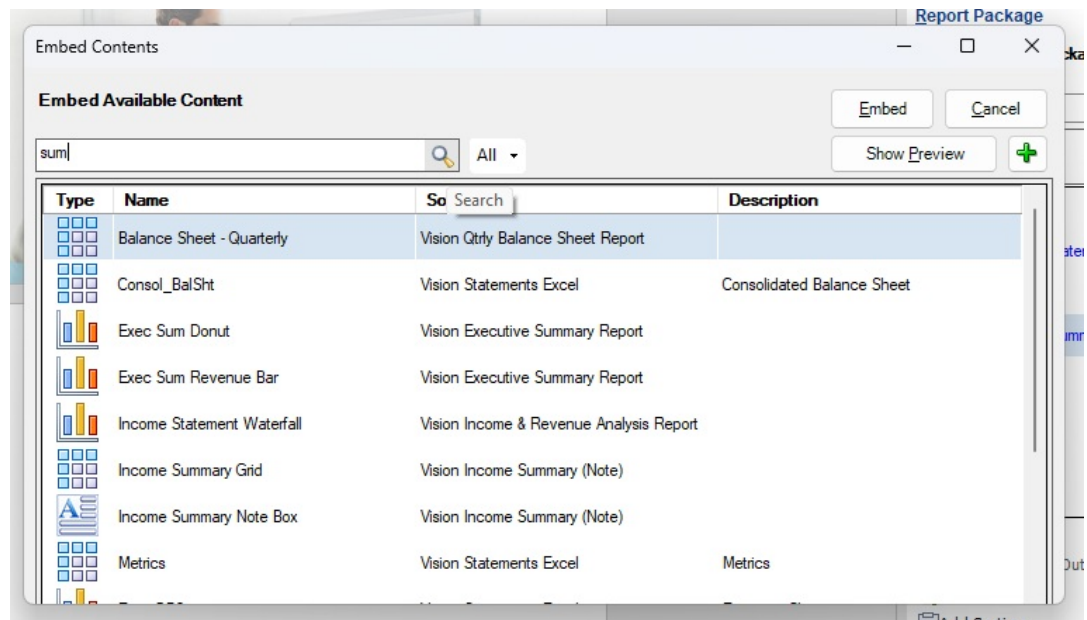 Report Package
Embed Contents
Embed Available Content
Embed Cancel
sum All Show Preview
Type Name Search Description
Balance Sheet - Quarterly Vision Qtrly Balance Sheet Report
Consol_BalSht Vision Statements Excel Consolidated Balance Sheet
Exec Sum Donut Vision Executive Summary Report
Exec Sum Revenue Bar Vision Executive Summary Report
Income Statement Waterfall Vision Income & Revenue Analysis Report
Income Summary Grid Vision Income Summary (Note)
Income Summary Note Box Vision Income Summary (Note)
Metrics Vision Statements Excel Metrics